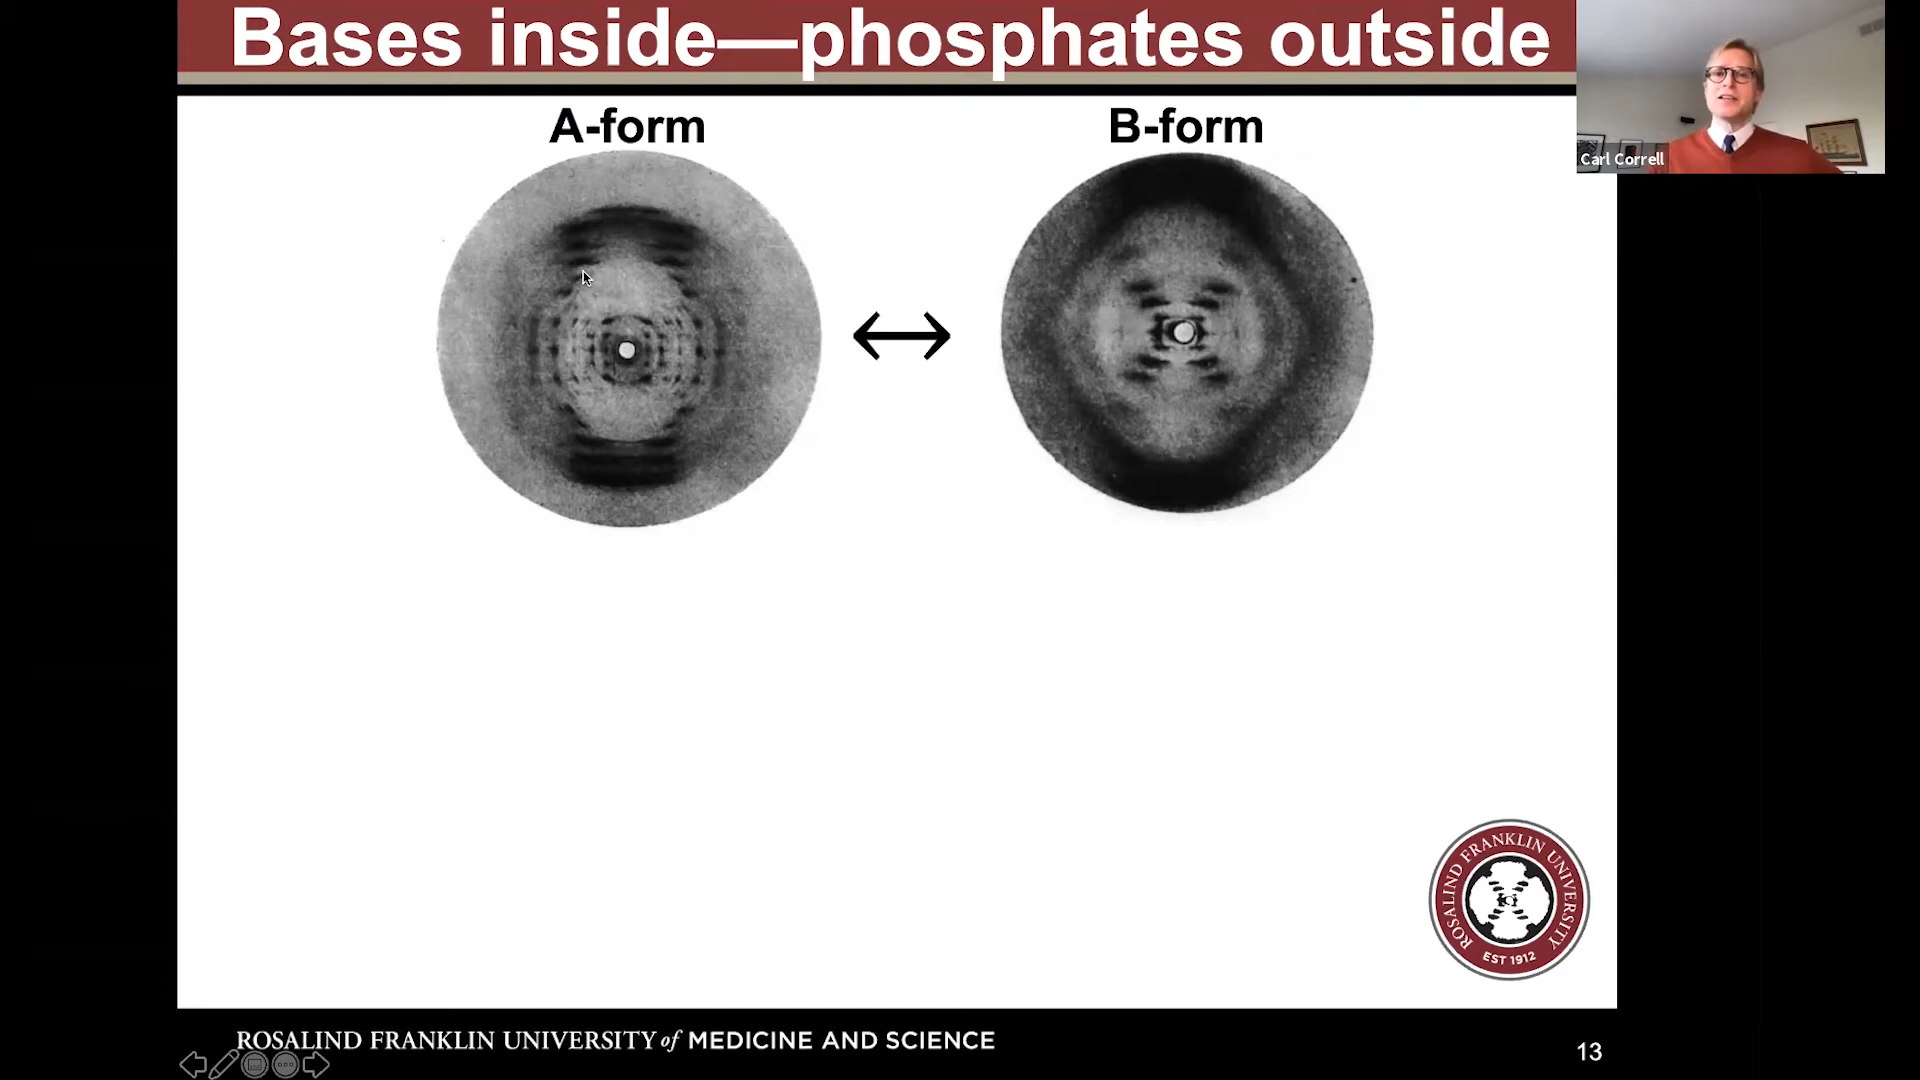 Bases inside—phosphates outside
A-form
B-form
Carl Correll
ROSALIND FRANKLIN UNIVERSITY
EST 1912
ROSALIND FRANKLIN UNIVERSITY of MEDICINE AND SCIENCE
13